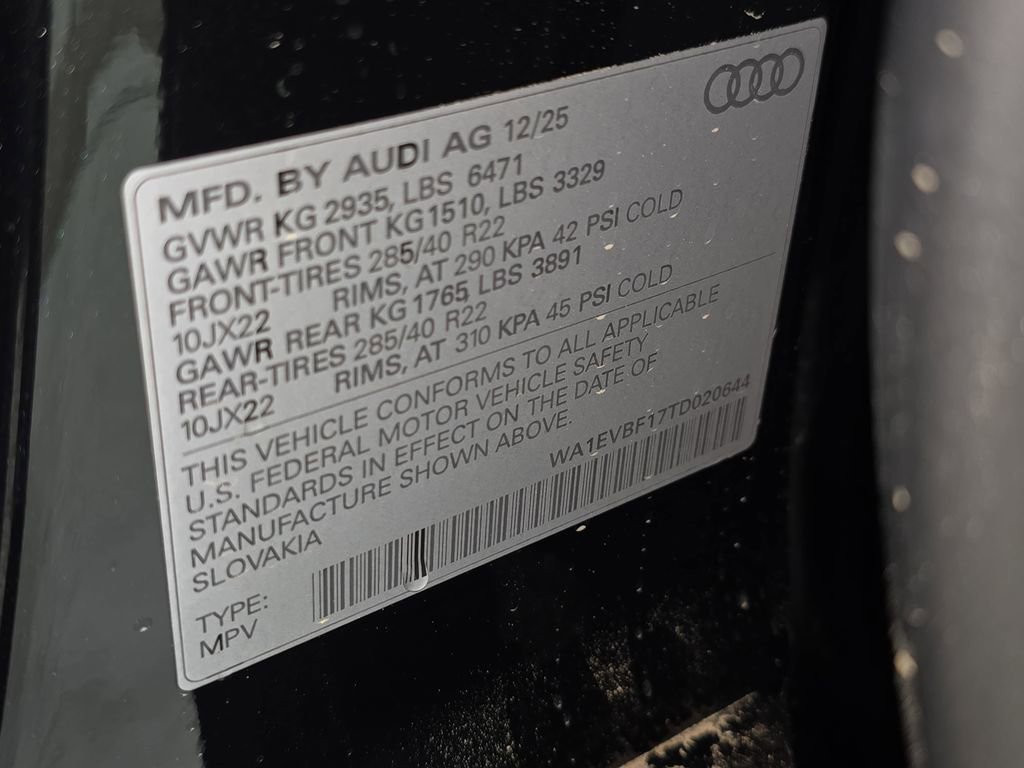 MFD. BY AUDI AG 12/25
GVWR KG 2935, LBS 6471
GAWR FRONT KG 1510, LBS 3329
FRONT-TIRES 285/40 R22
10JX22 RIMS, AT 290 KPA 42 PSI COLD
GAWR REAR KG 1765, LBS 3891
REAR-TIRES 285/40 R22
10JX22 RIMS, AT 310 KPA 45 PSI COLD
THIS VEHICLE CONFORMS TO ALL APPLICABLE
U.S. FEDERAL MOTOR VEHICLE SAFETY
STANDARDS IN EFFECT ON THE DATE OF
MANUFACTURE SHOWN ABOVE.
SLOVAKIA
WA1EVBF17TD020644
TYPE:
MPV